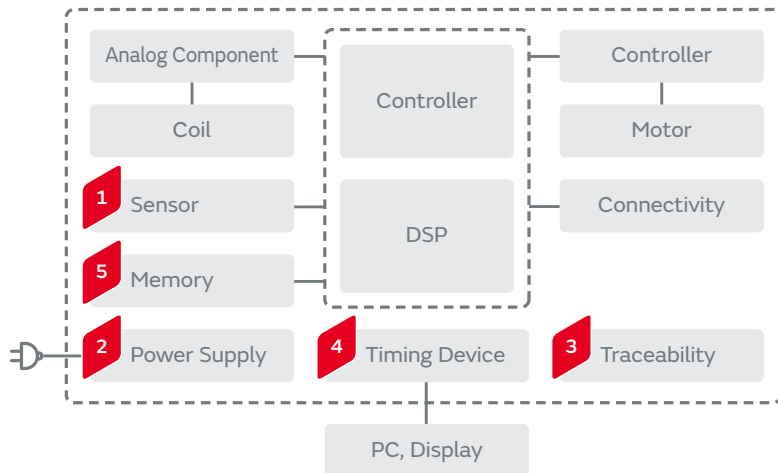 Analog Component
Controller
Controller
Coil
Motor
1
Sensor
DSP
Connectivity
5
Memory
2
Power Supply
4
Timing Device
3
Traceability
PC, Display